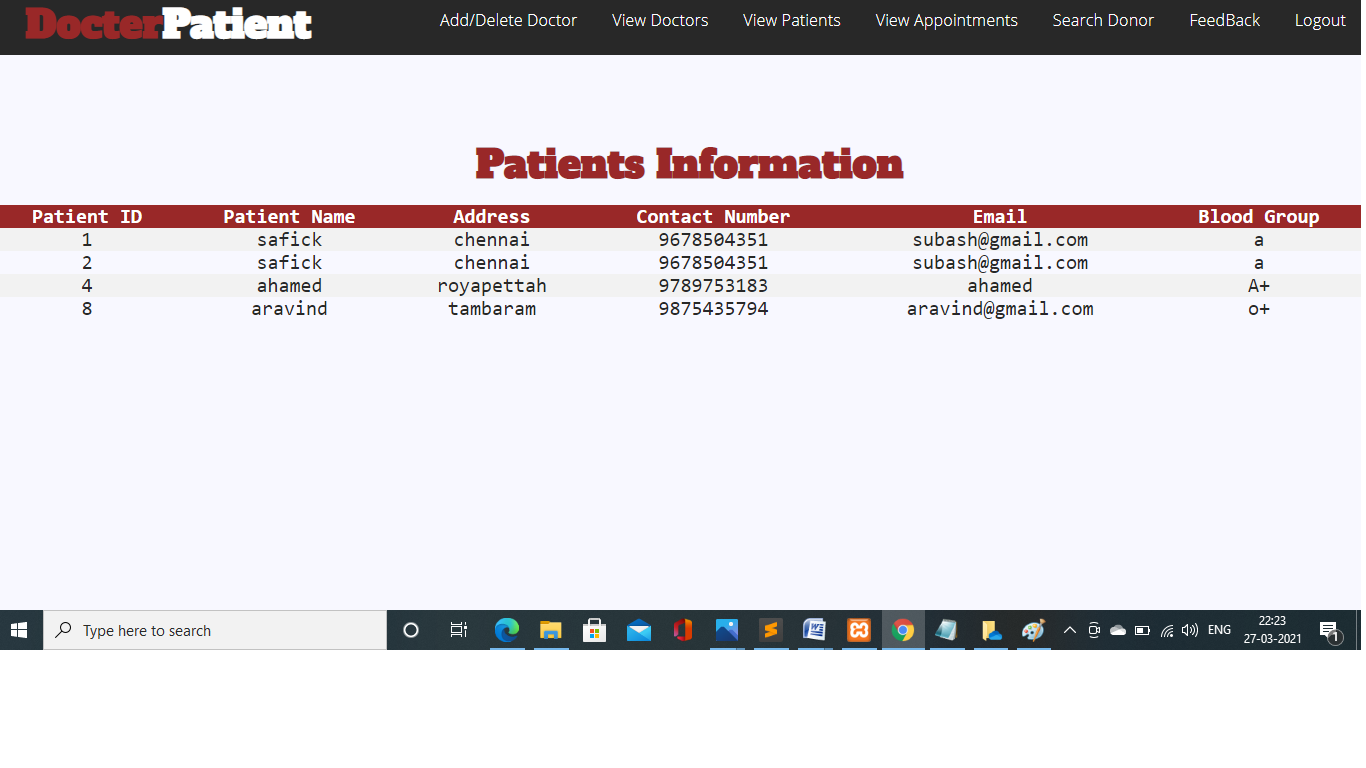 DocterPatient Add/Delete Doctor View Doctors View Patients View Appointments Search Donor FeedBack Logout
Patients Information
Patient ID Patient Name Address Contact Number Email Blood Group
1 safick chennai 9678504351 subash@gmail.com a
2 safick chennai 9678504351 subash@gmail.com a
4 ahamed royapettah 9789753183 ahamed A+
8 aravind tambaram 9875435794 aravind@gmail.com o+
Type here to search ENG 22:23
27-03-2021 1